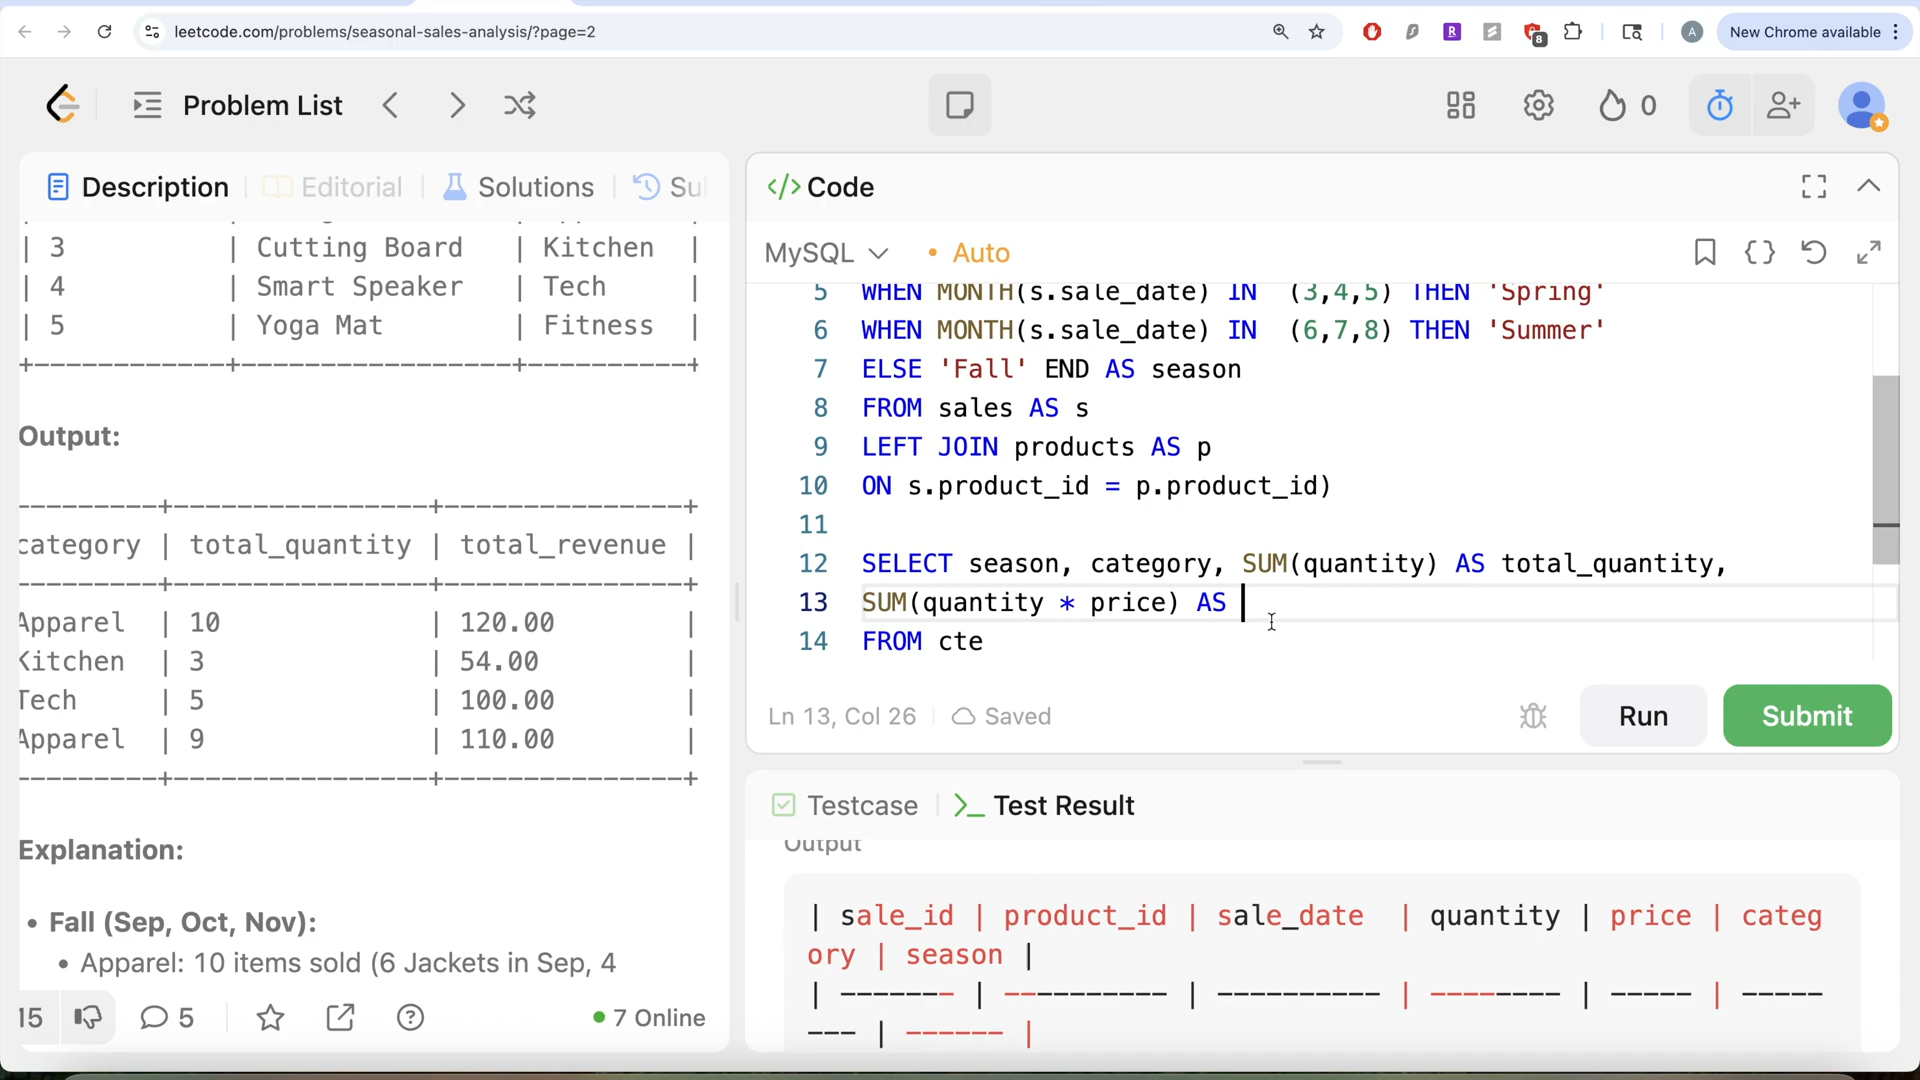 leetcode.com/problems/seasonal-sales-analysis/?page=2
8
A
New Chrome available
Problem List
0
Description
Editorial
Solutions
Su
| 3 | Cutting Board | Kitchen |
| 4 | Smart Speaker | Tech |
| 5 | Yoga Mat | Fitness |
+------------+------------------+----------+
Output:
---------+----------------+---------------+
category | total_quantity | total_revenue |
---------+----------------+---------------+
Apparel | 10 | 120.00 |
Kitchen | 3 | 54.00 |
Tech | 5 | 100.00 |
Apparel | 9 | 110.00 |
---------+----------------+---------------+
Explanation:
• Fall (Sep, Oct, Nov):
• Apparel: 10 items sold (6 Jackets in Sep, 4
15
5
7 Online
</> Code
MySQL
• Auto
5 WHEN MONTH(s.sale_date) IN (3,4,5) THEN 'Spring'
6 WHEN MONTH(s.sale_date) IN (6,7,8) THEN 'Summer'
7 ELSE 'Fall' END AS season
8 FROM sales AS s
9 LEFT JOIN products AS p
10 ON s.product_id = p.product_id)
11
12 SELECT season, category, SUM(quantity) AS total_quantity,
13 SUM(quantity * price) AS
14 FROM cte
Ln 13, Col 26
Saved
Run
Submit
Testcase
>_ Test Result
Output
| sale_id | product_id | sale_date | quantity | price | categ
ory | season |
| ------- | ---------- | ---------- | -------- | ----- | -----
--- | ------ |